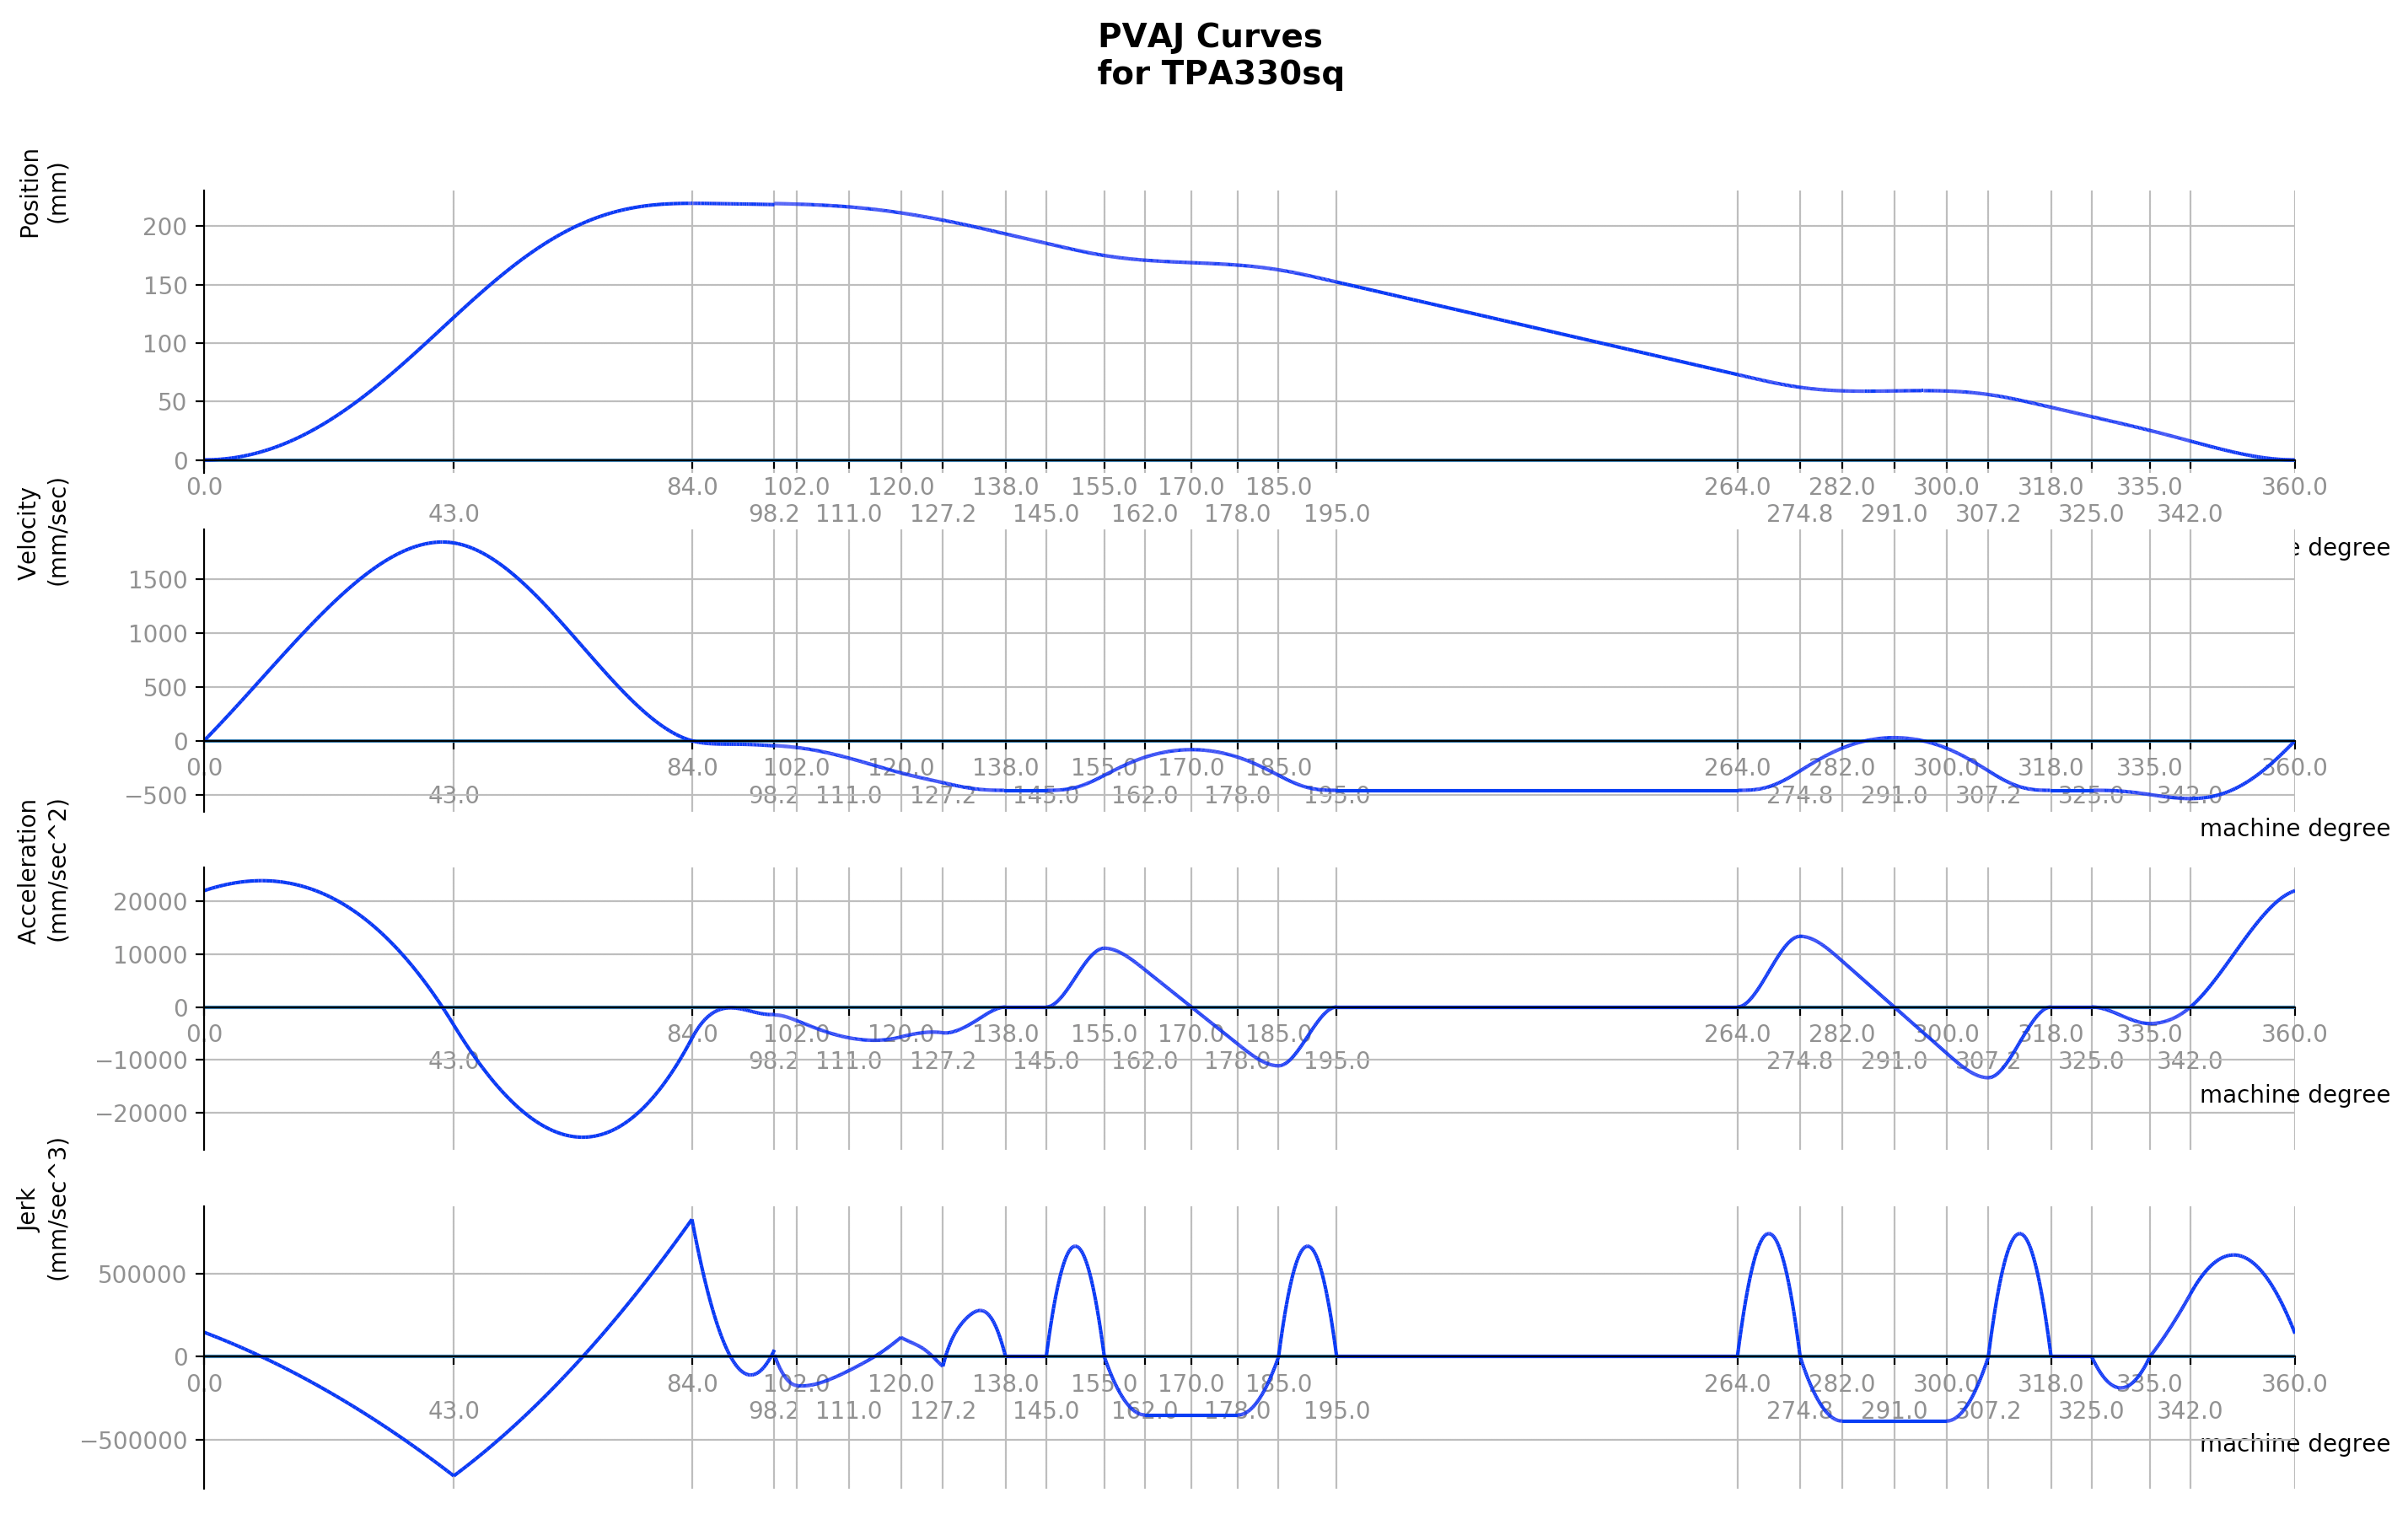 PVAJ Curves
for TPA330sq
Position
(mm)
200
150
100
50
0
0.0 84.0 102.0 120.0 138.0 155.0 170.0 185.0 264.0 282.0 300.0 318.0 335.0 360.0
43.0 98.2 111.0 127.2 145.0 162.0 178.0 195.0 274.8 291.0 307.2 325.0 342.0
e degree
Velocity
(mm/sec)
1500
1000
500
0
0.0 84.0 102.0 120.0 138.0 155.0 170.0 185.0 264.0 282.0 300.0 318.0 335.0 360.0
−500
43.0 98.2 111.0 127.2 145.0 162.0 178.0 195.0 274.8 291.0 307.2 325.0 342.0
machine degree
Acceleration
(mm/sec^2)
20000
10000
0
0.0 84.0 102.0 120.0 138.0 155.0 170.0 185.0 264.0 282.0 300.0 318.0 335.0 360.0
−10000
43.0 98.2 111.0 127.2 145.0 162.0 178.0 195.0 274.8 291.0 307.2 325.0 342.0
machine degree
−20000
Jerk
(mm/sec^3)
500000
0
0.0 84.0 102.0 120.0 138.0 155.0 170.0 185.0 264.0 282.0 300.0 318.0 335.0 360.0
43.0 98.2 111.0 127.2 145.0 162.0 178.0 195.0 274.8 291.0 307.2 325.0 342.0
−500000
machine degree